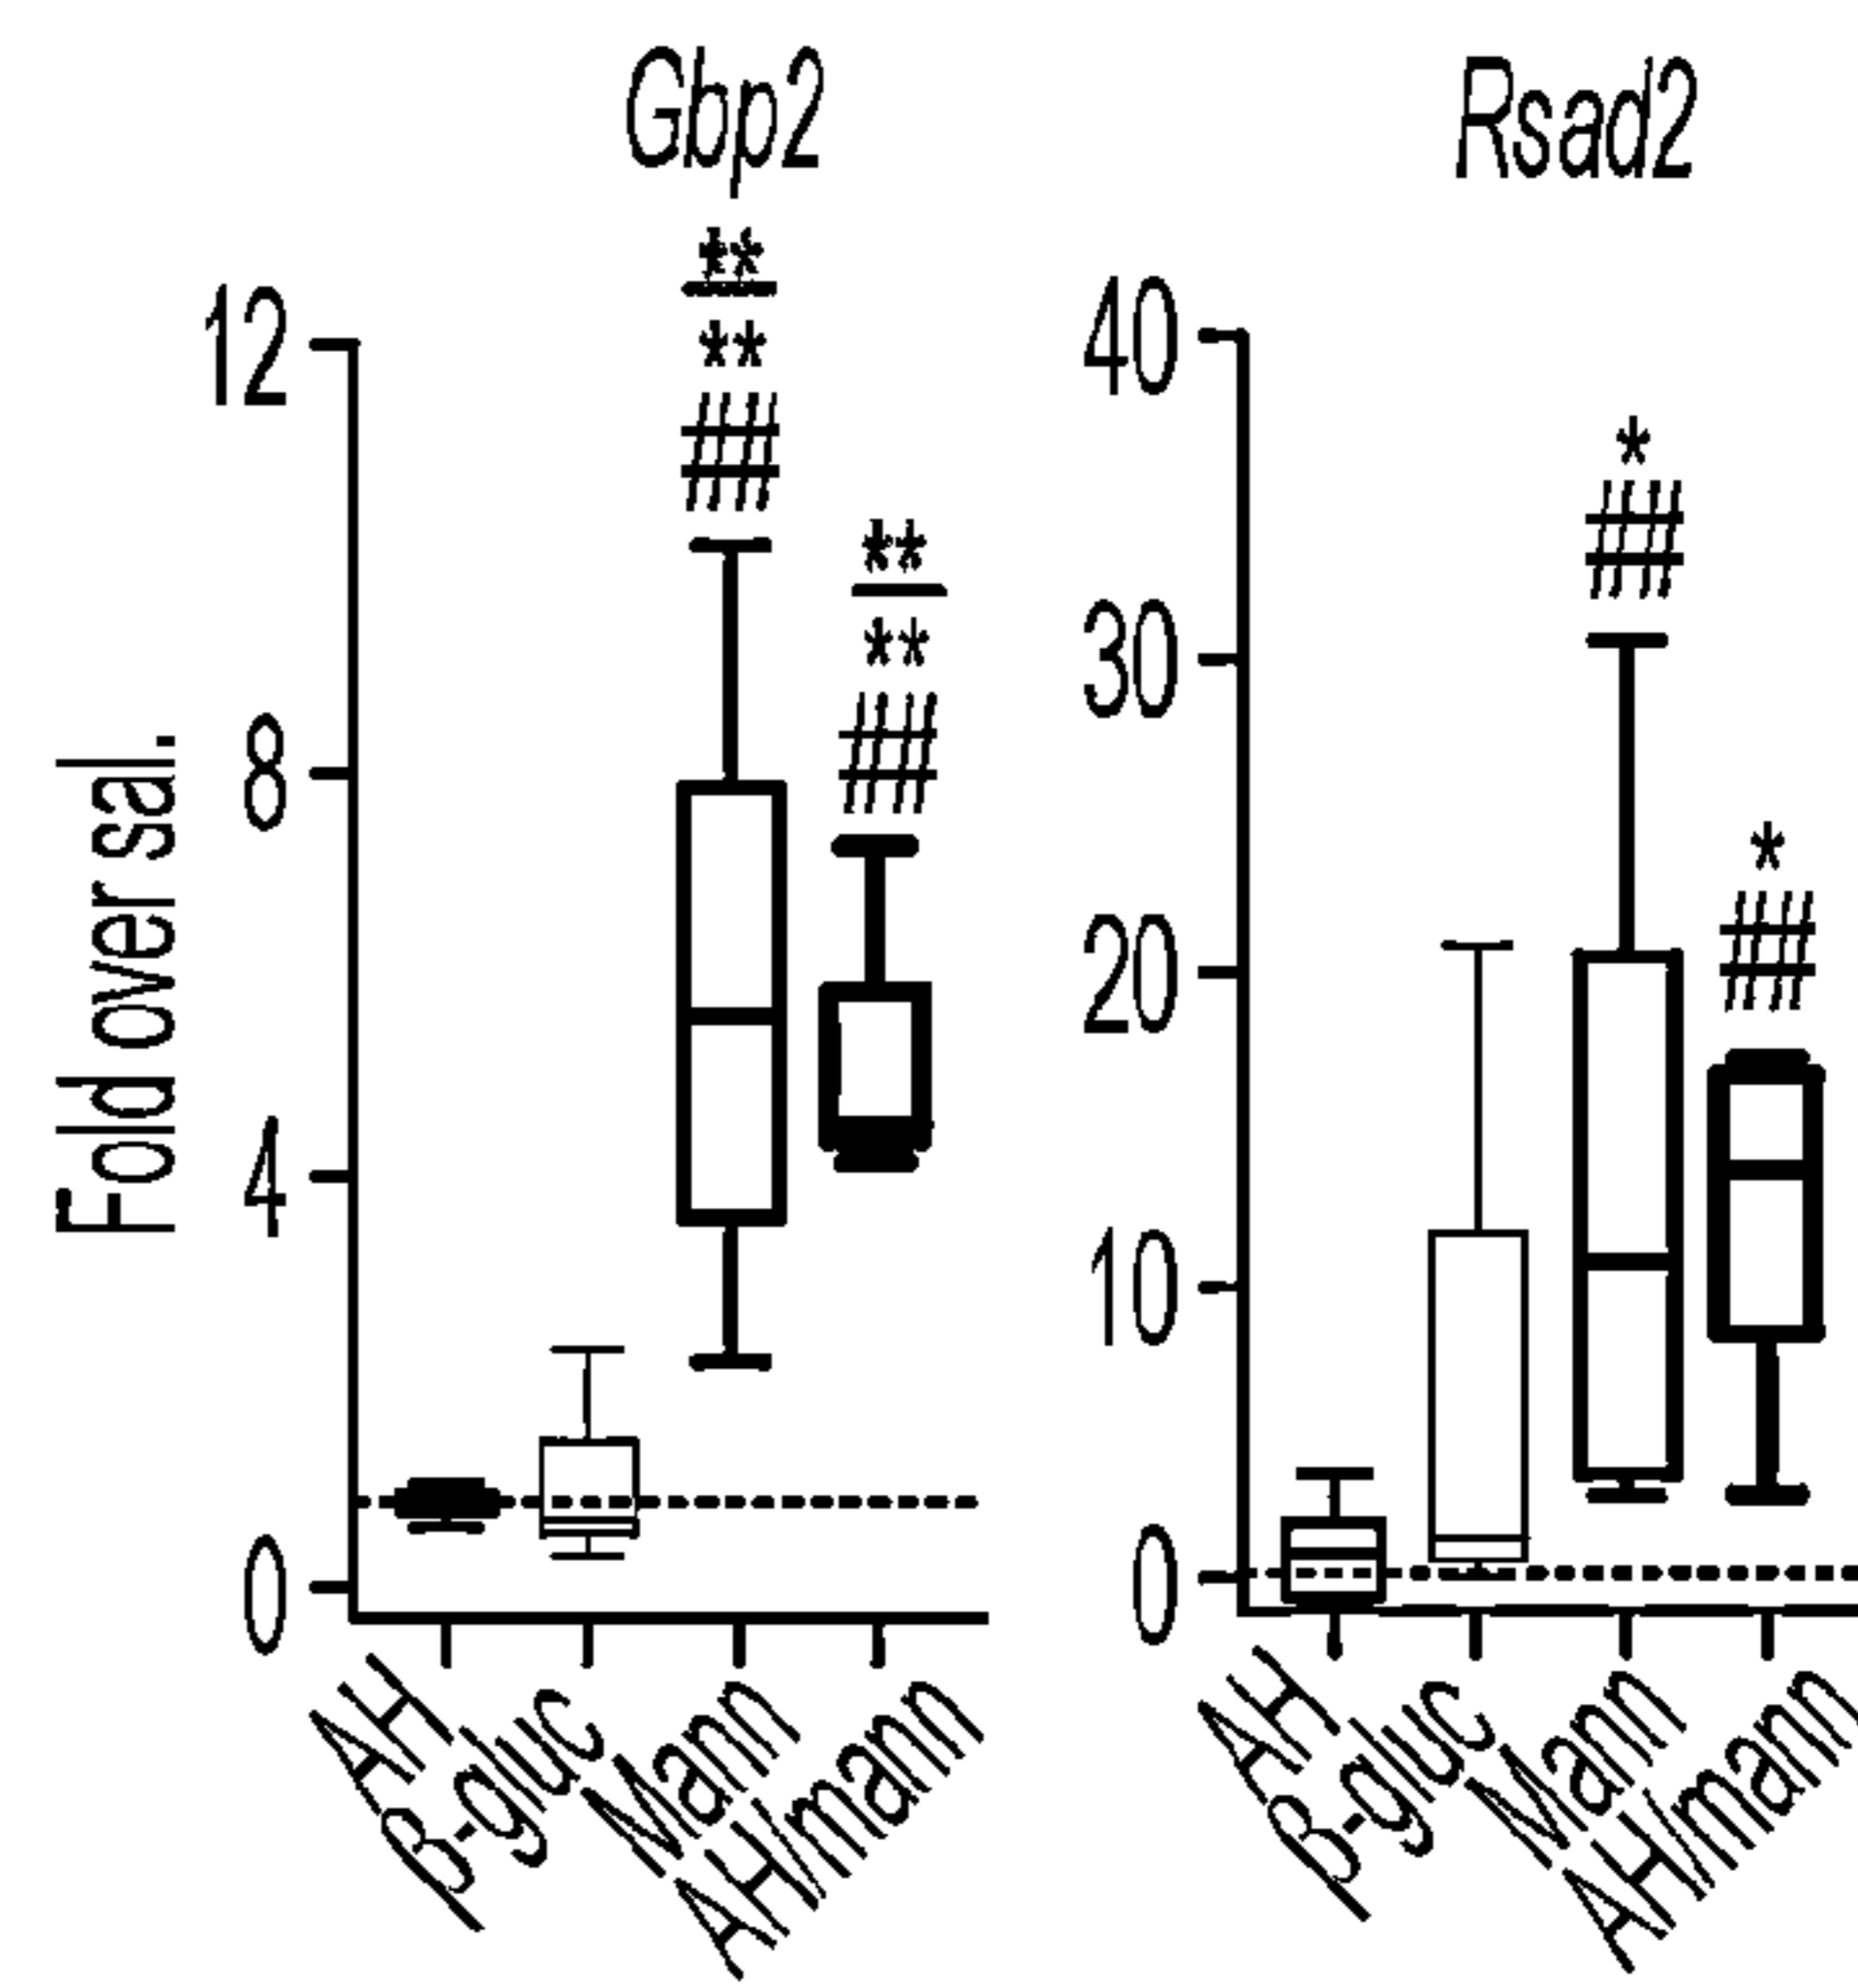 Gbp2
**
**
##
**
**
##
12
8
4
0
Fold over sal.
AH
β-gluc
Mann
AH/mann
Rsad2
*
##
*
##
40
30
20
10
0
AH
β-gluc
Mann
AH/mann